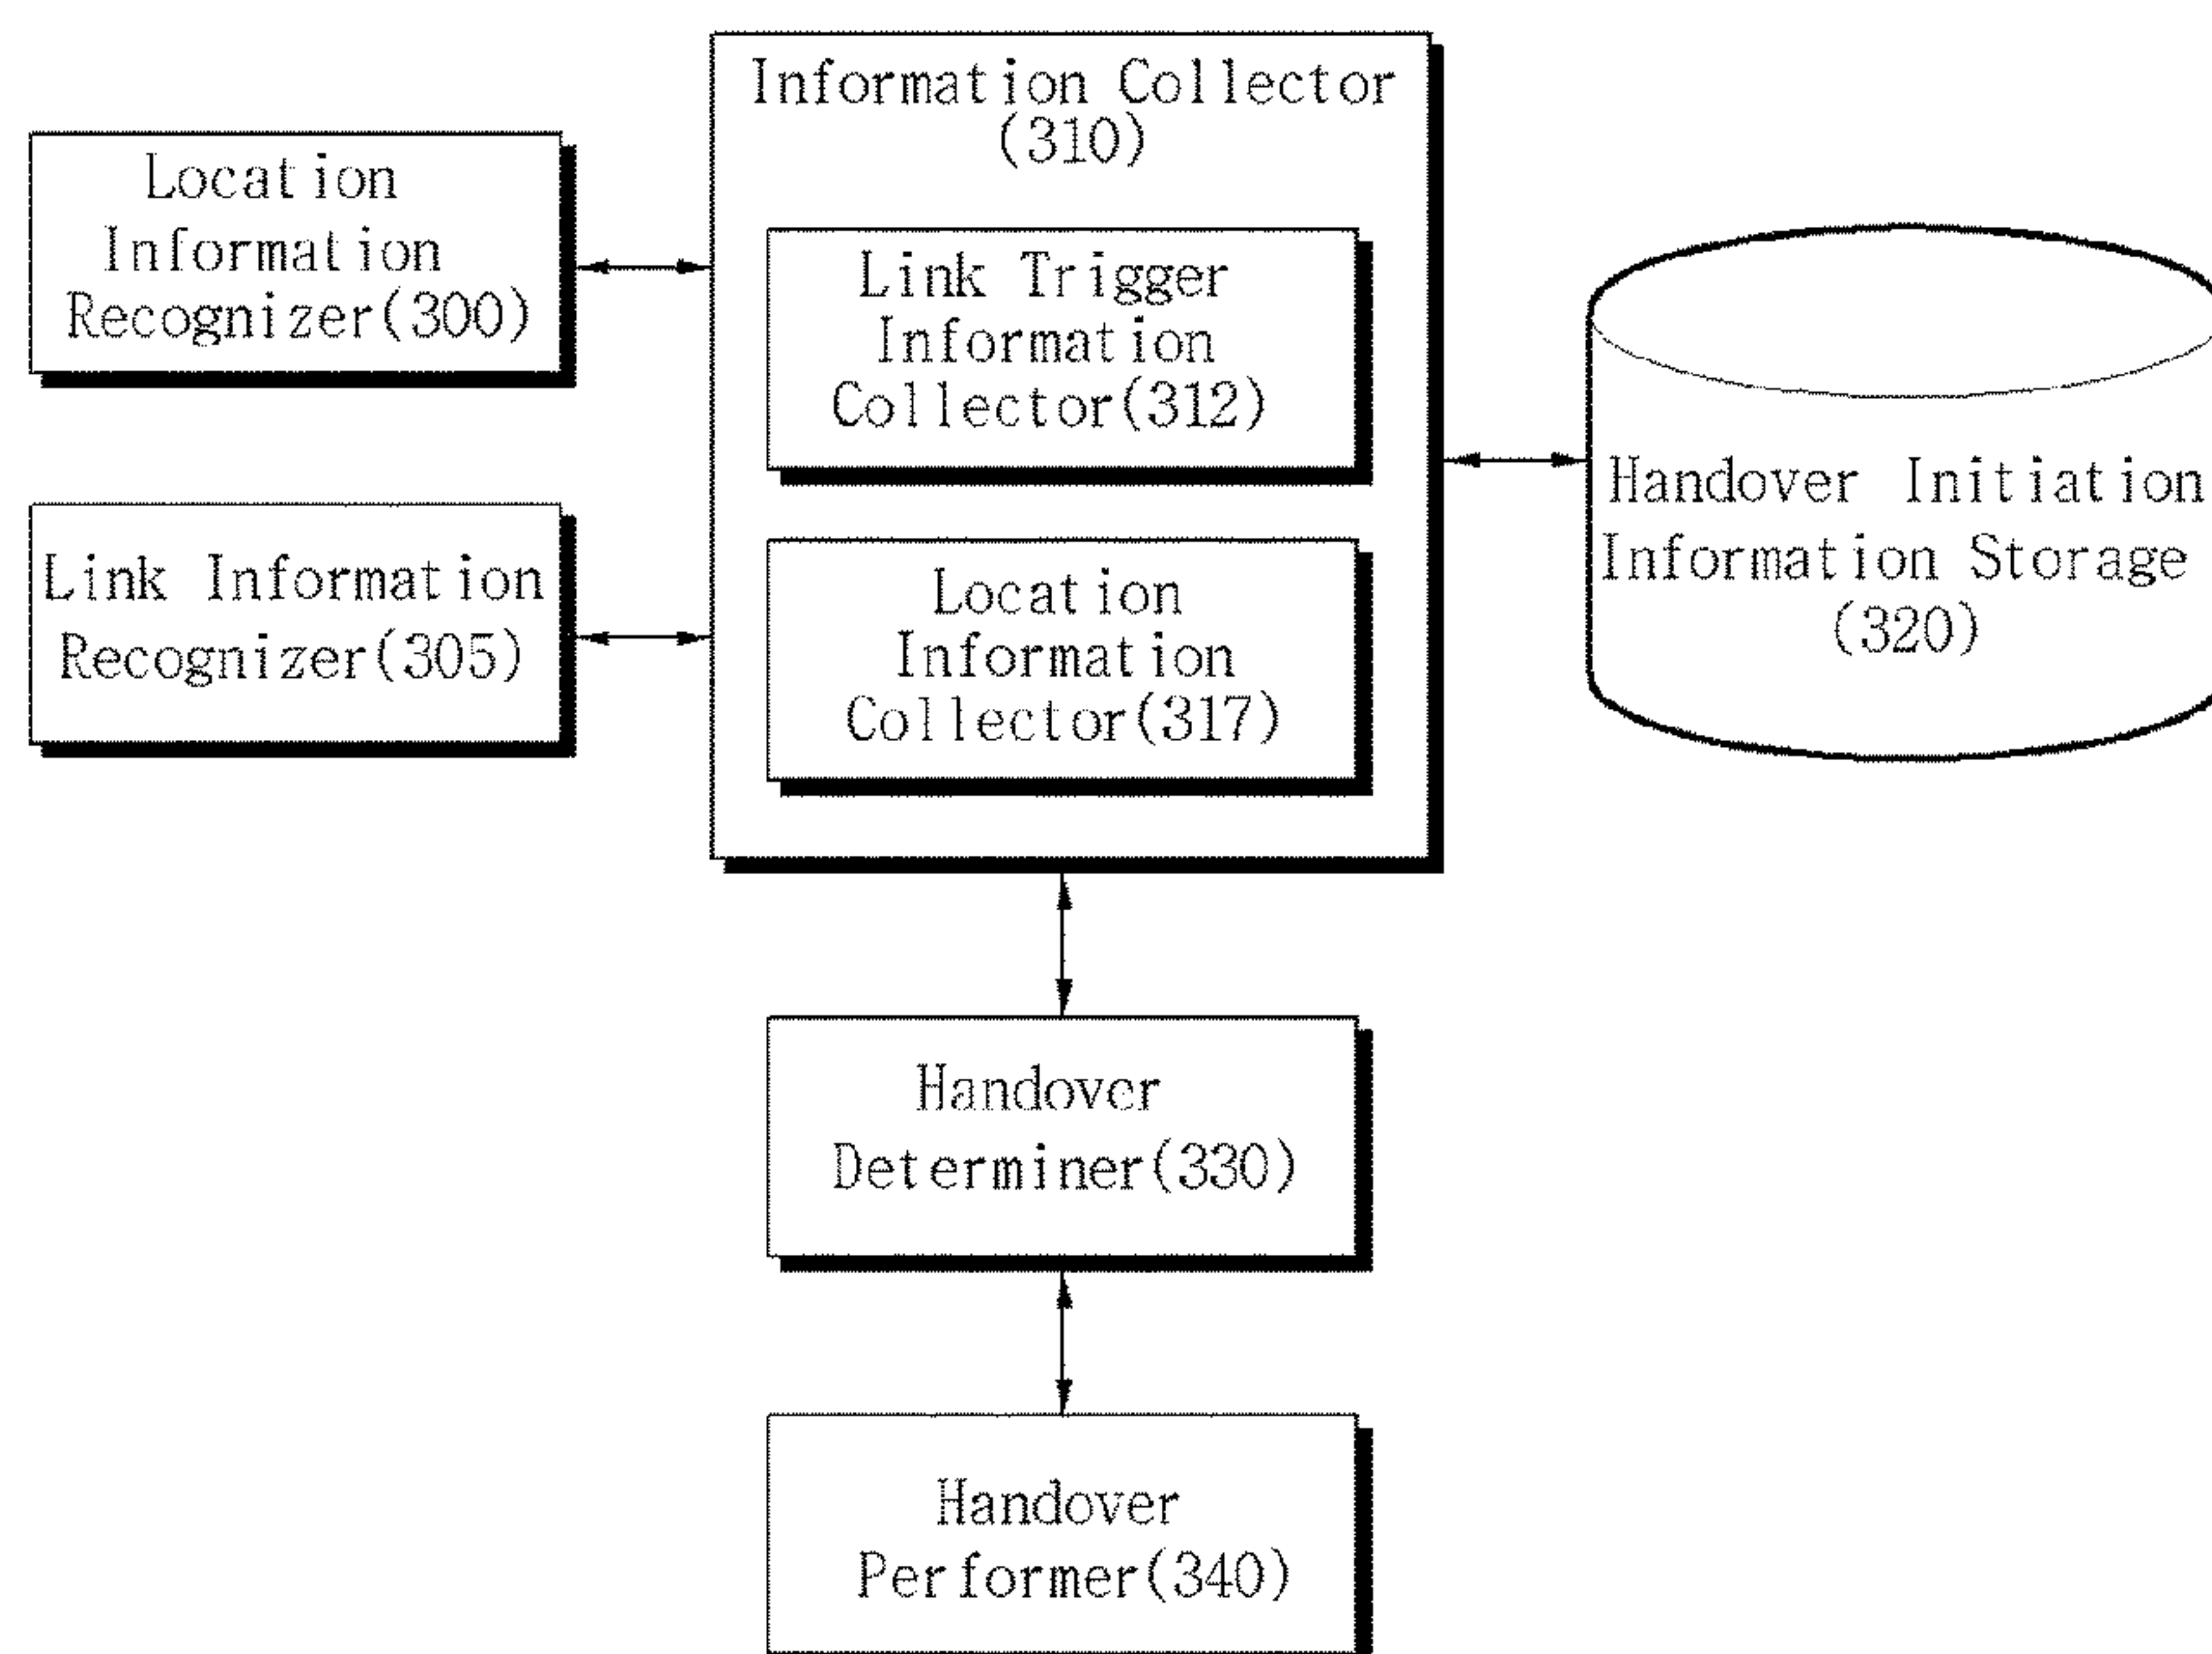 Information Collector
(310)
Location
Information
Recognizer(300)
Link Trigger
Information
Collector(312)
Handover Initiation
Information Storage
(320)
Link Information
Recognizer(305)
Location
Information
Collector(317)
Handover
Determiner(330)
Handover
Performer(340)